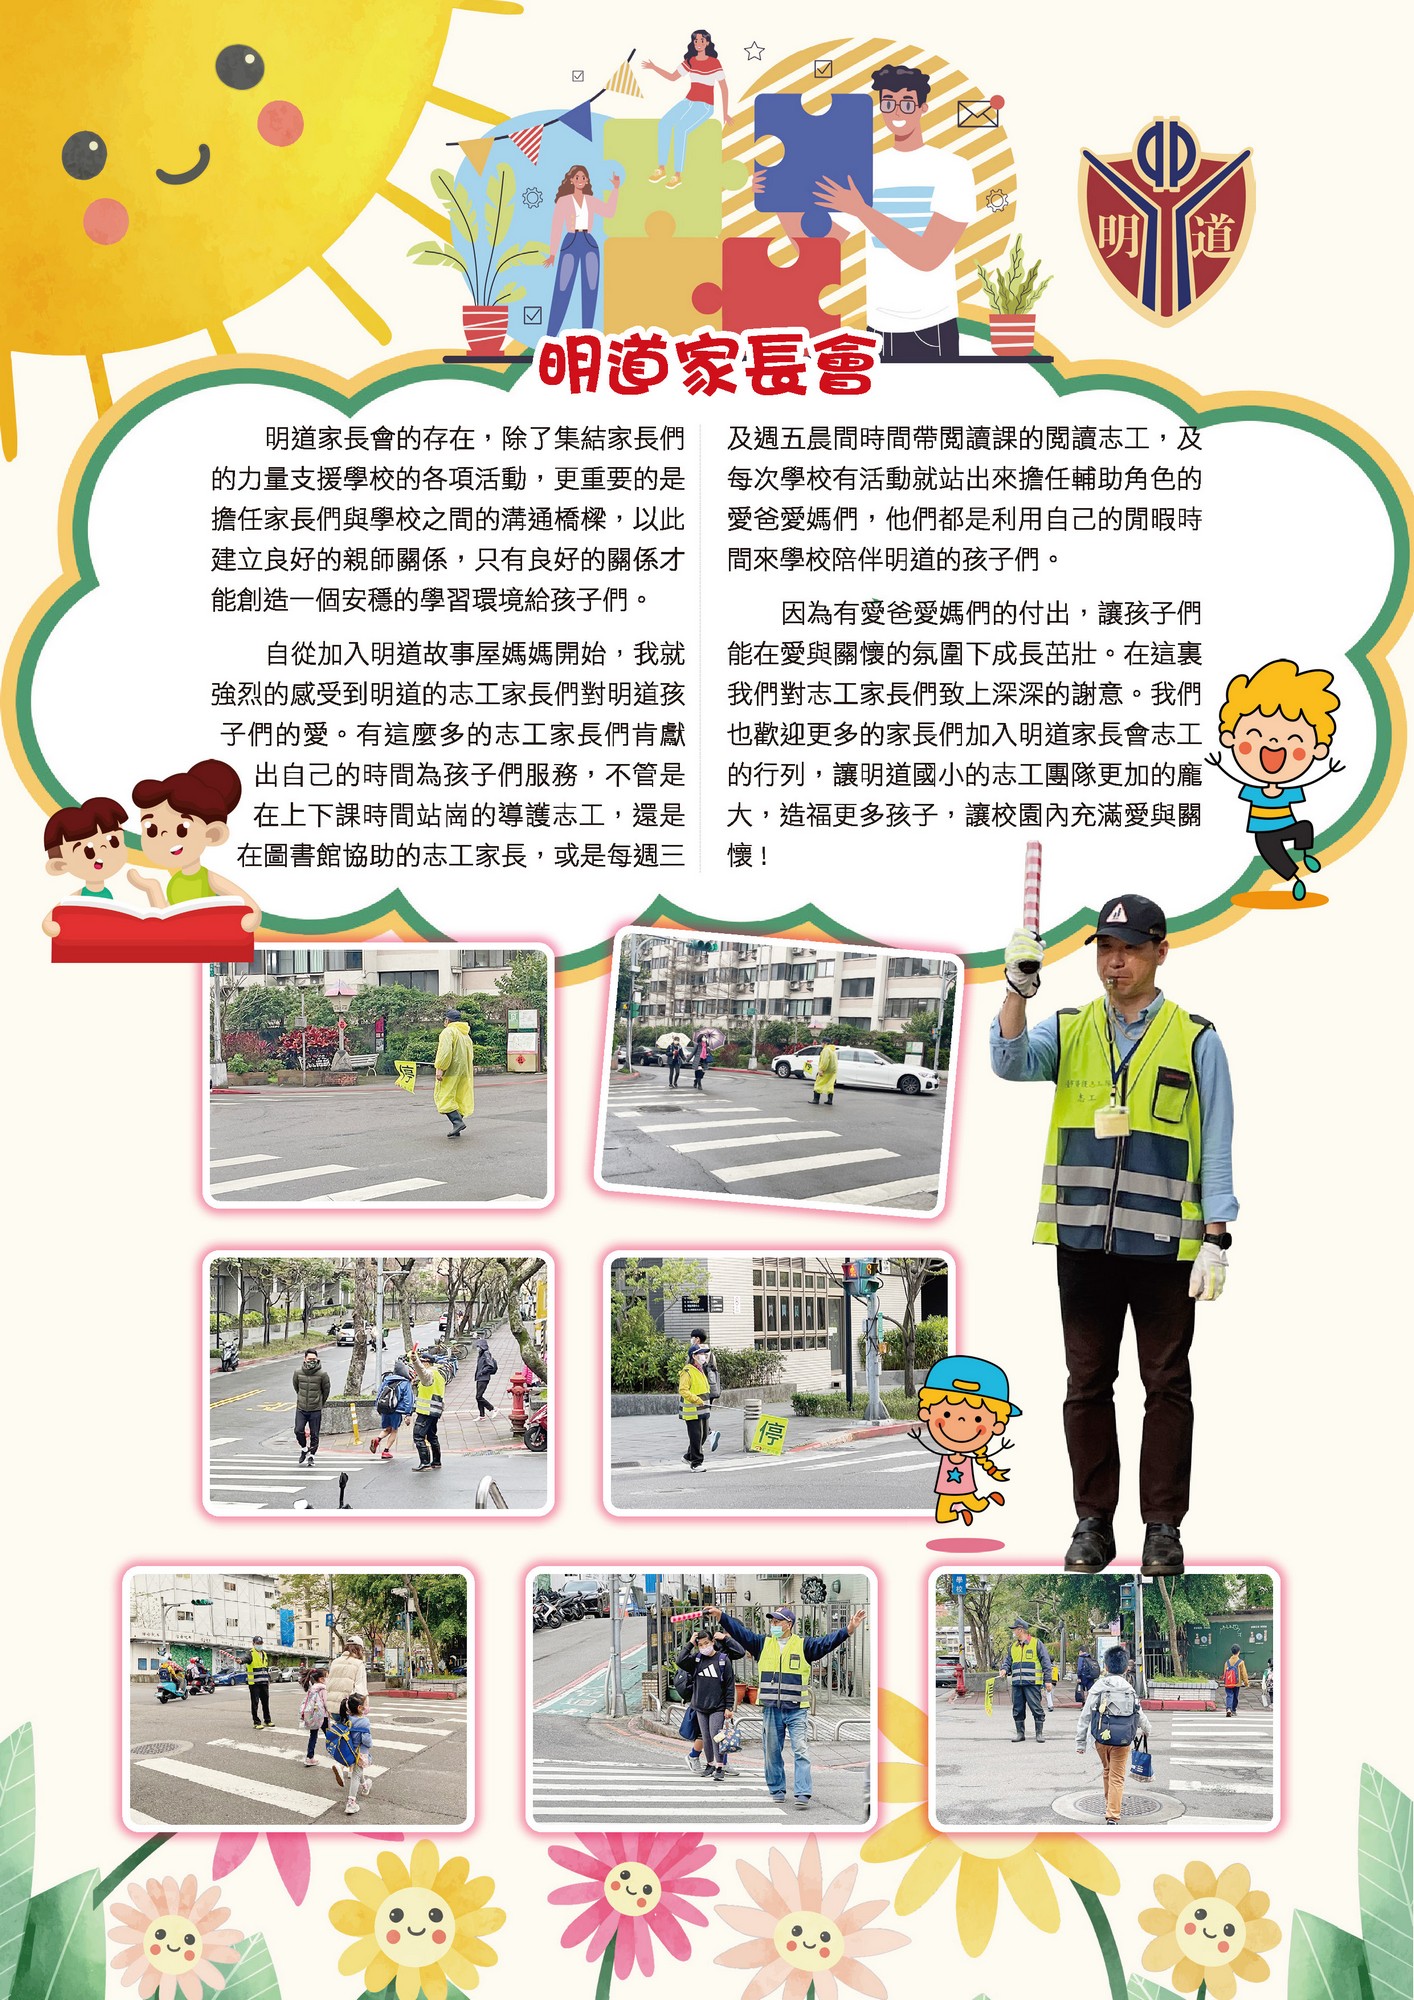 明 道
明道家長會
明道家長會的存在，除了集結家長們
的力量支援學校的各項活動，更重要的是
擔任家長們與學校之間的溝通橋樑，以此
建立良好的親師關係，只有良好的關係才
能創造一個安穩的學習環境給孩子們。
自從加入明道故事屋媽媽開始，我就
強烈的感受到明道的志工家長們對明道孩
子們的愛。有這麼多的志工家長們肯獻
出自己的時間為孩子們服務，不管是
在上下課時間站崗的導護志工，還是
在圖書館協助的志工家長，或是每週三
及週五晨間時間帶閱讀課的閱讀志工，及
每次學校有活動就站出來擔任輔助角色的
愛爸愛媽們，他們都是利用自己的閒暇時
間來學校陪伴明道的孩子們。
因為有愛爸愛媽們的付出，讓孩子們
能在愛與關懷的氛圍下成長茁壯。在這裏
我們對志工家長們致上深深的謝意。我們
也歡迎更多的家長們加入明道家長會志工
的行列，讓明道國小的志工團隊更加的龐
大，造福更多孩子，讓校園內充滿愛與關
懷！
停
志工
停
學校